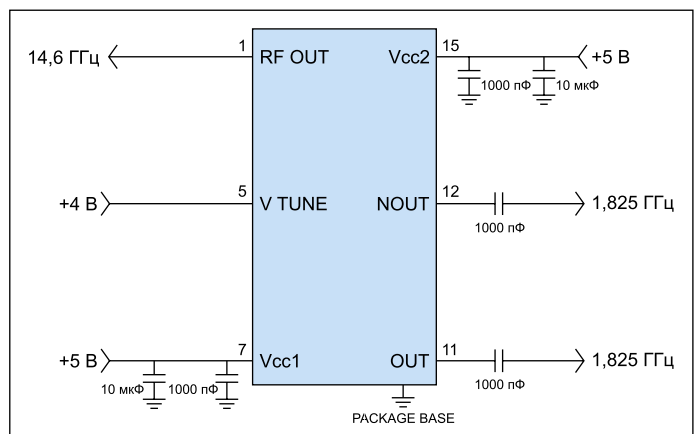 14,6 ГГц
1
RF OUT
Vcc2
15
+5 В
1000 пФ
10 мкФ
+4 В
5
V TUNE
NOUT
12
1,825 ГГц
1000 пФ
+5 В
7
Vcc1
OUT
11
1,825 ГГц
10 мкФ
1000 пФ
1000 пФ
PACKAGE BASE